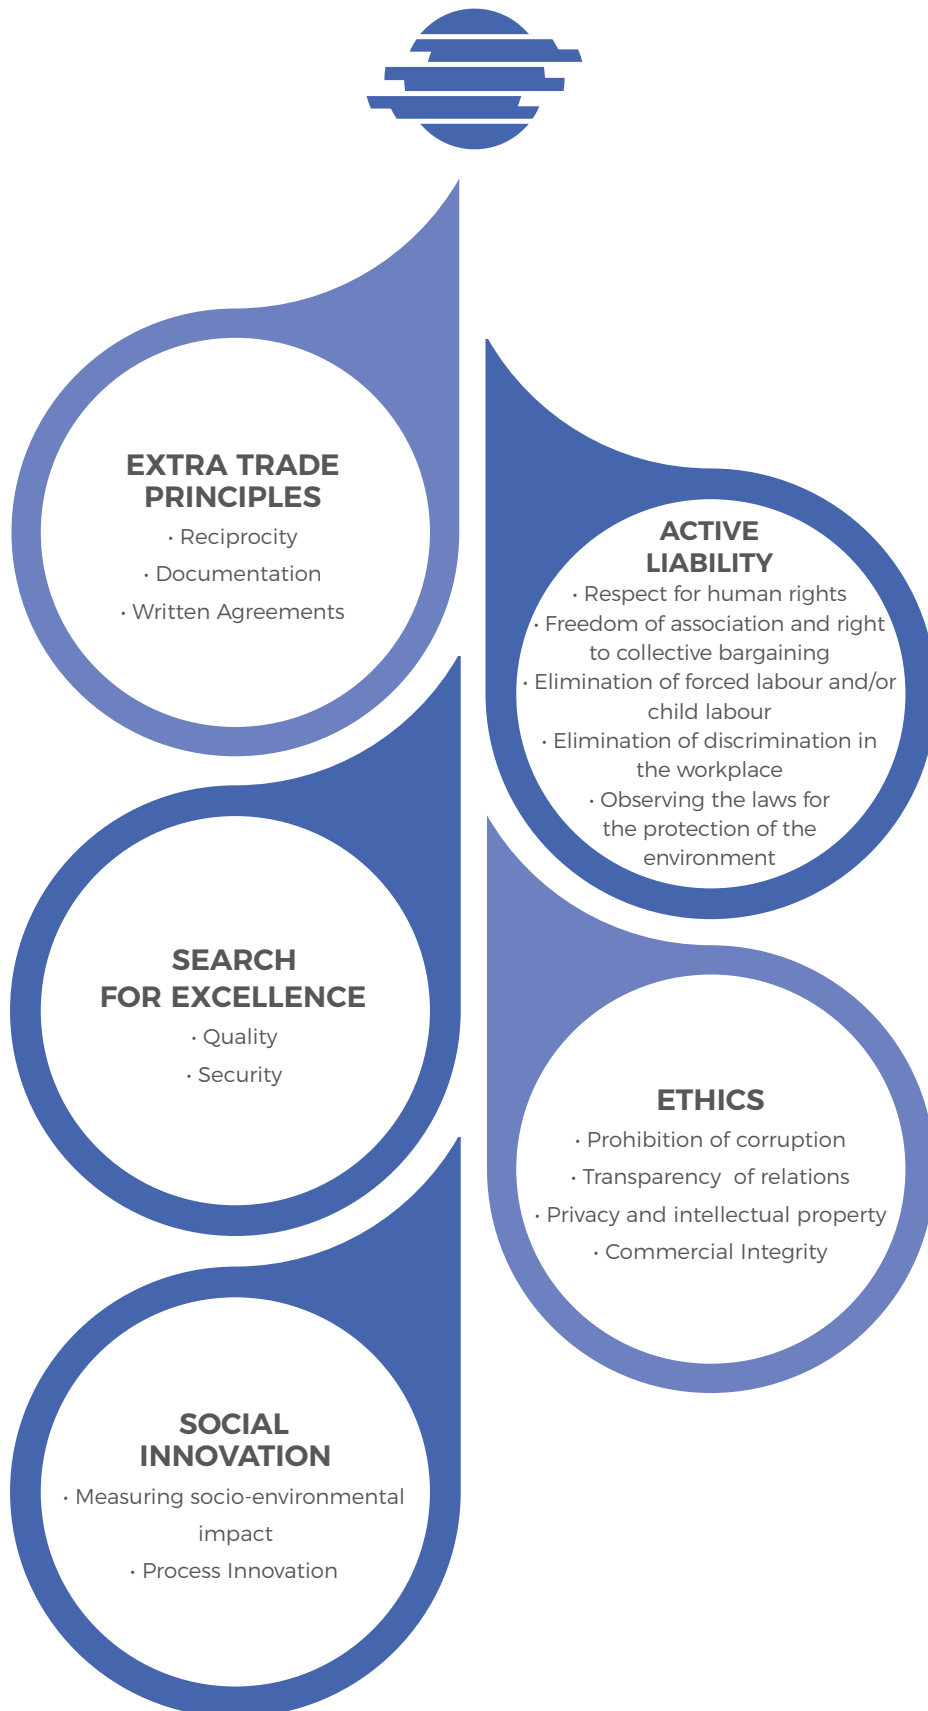 EXTRA TRADE
PRINCIPLES
• Reciprocity
• Documentation
• Written Agreements
ACTIVE
LIABILITY
• Respect for human rights
• Freedom of association and right
to collective bargaining
• Elimination of forced labour and/or
child labour
• Elimination of discrimination in
the workplace
• Observing the laws for
the protection of the
environment
SEARCH
FOR EXCELLENCE
• Quality
• Security
ETHICS
• Prohibition of corruption
• Transparency  of relations
• Privacy and intellectual property
• Commercial Integrity
SOCIAL
INNOVATION
• Measuring socio-environmental
impact
• Process Innovation